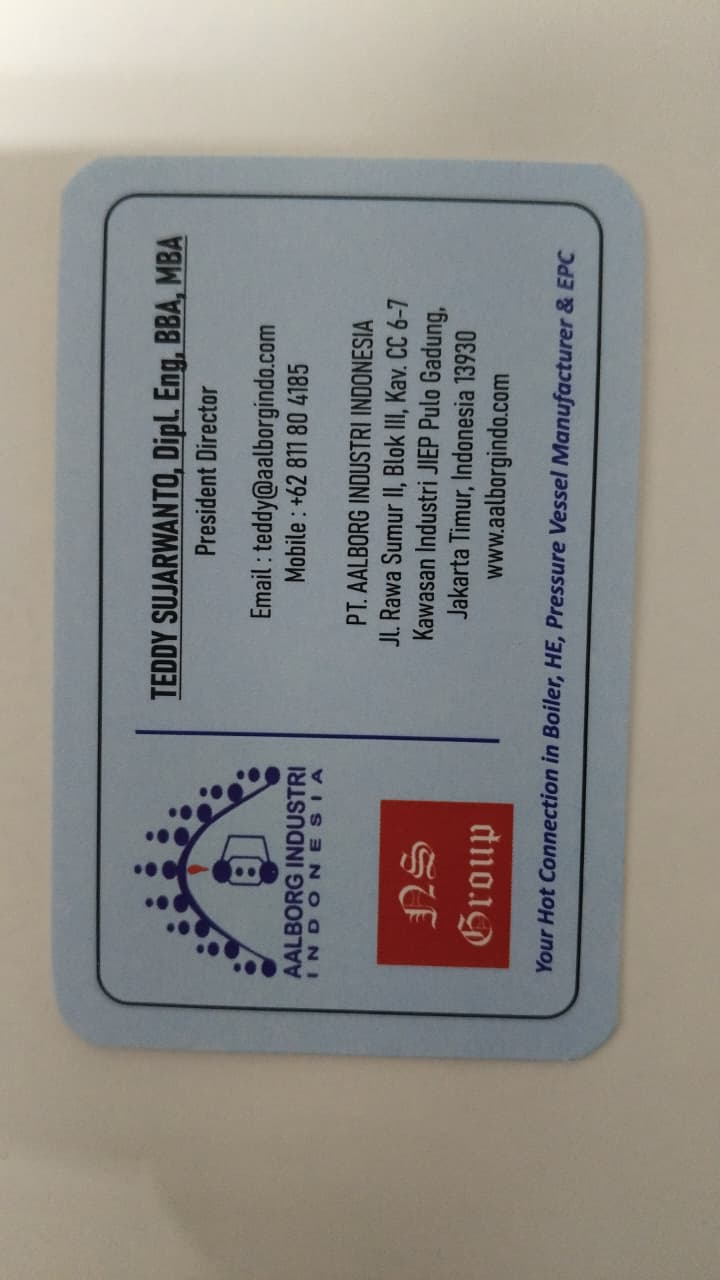 AALBORG INDUSTRI
INDONESIA
NS
Group
TEDDY SUJARWANTO, Dipl. Eng, BBA, MBA
President Director
Email : teddy@aalborgindo.com
Mobile : +62 811 80 4185
PT. AALBORG INDUSTRI INDONESIA
Jl. Rawa Sumur II, Blok III, Kav. CC 6-7
Kawasan Industri JIEP Pulo Gadung,
Jakarta Timur, Indonesia 13930
www.aalborgindo.com
Your Hot Connection in Boiler, HE, Pressure Vessel Manufacturer & EPC